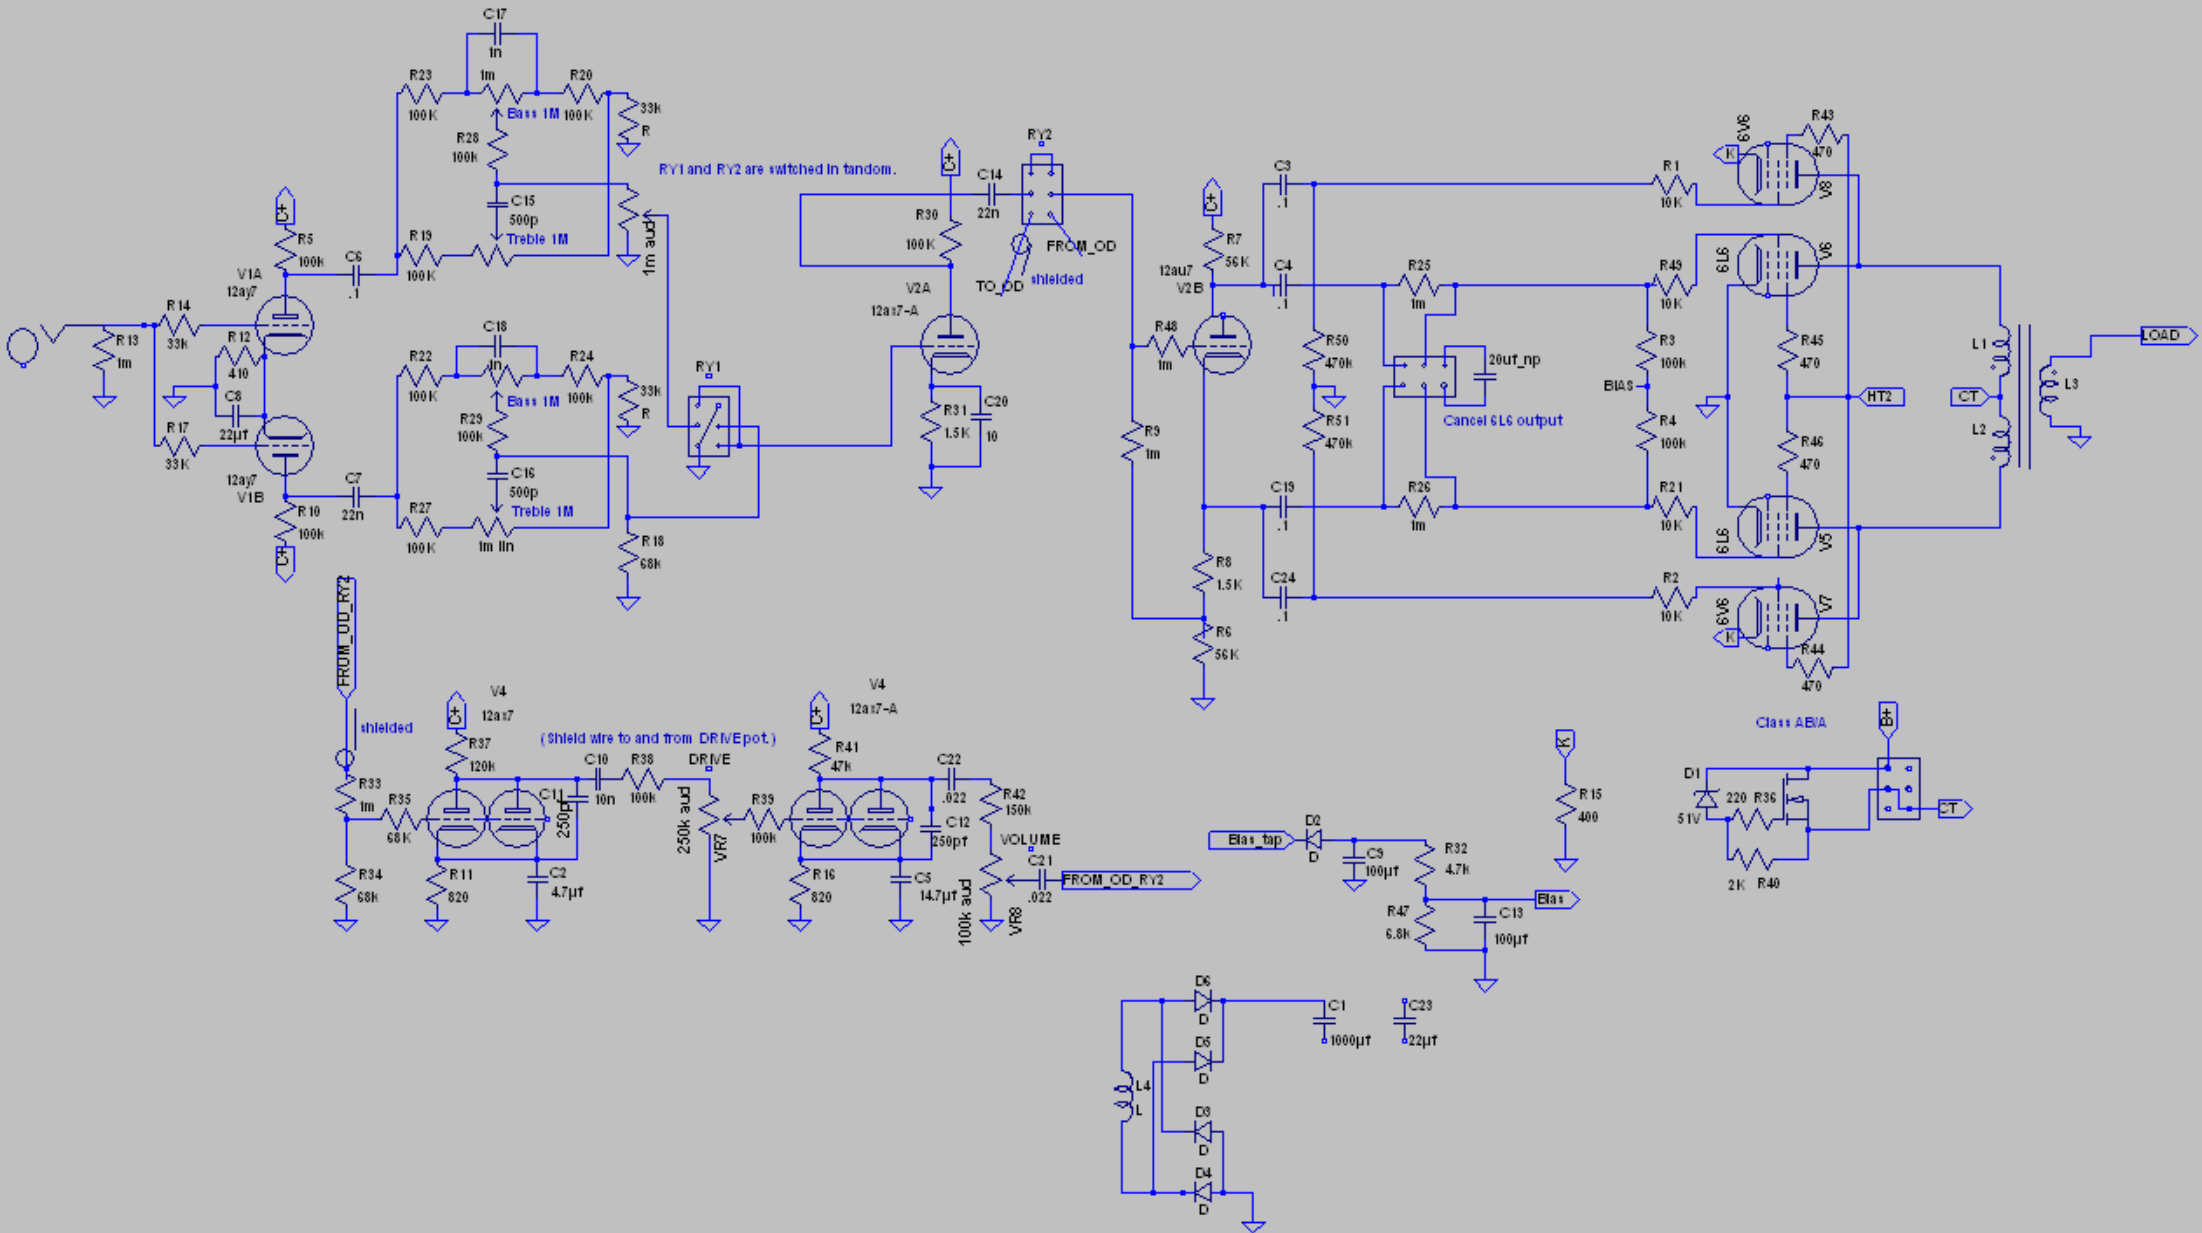 C17
1n
R23
1m
R20
100K
Bass 1M
100K
33k
R
R28
100k
RY1 and RY2 are switched in tandom.
C15
500p
Treble 1M
R19
100K
1m aud
C+
R5
100k
V1A
12ay7
C6
.1
R14
33k
R13
1m
R12
410
C8
22µf
R17
33K
12ay7
V1B
C7
22n
R10
100k
C+
C18
1n
R22
100K
R24
100k
Bass 1M
33k
R
R29
100k
C16
500p
Treble 1M
R27
100K
1m lin
R18
68k
RY1
C+
R30
100K
C14
22n
RY2
TO_OD
FROM_OD
shielded
V2A
12ax7-A
R31
1.5K
C20
10
R9
1m
R48
1m
12au7
V2B
C+
R7
56K
C3
.1
C4
.1
R25
1m
R50
470k
R51
470k
20uf_np
Cancel 6L6 output
C19
.1
R26
1m
C24
.1
R8
1.5K
R6
56K
R1
10K
R49
10K
R3
100k
BIAS
R4
100k
R21
10K
R2
10K
6V6
K
R43
470
V8
6L6
V6
R45
470
HT2
R46
470
6L6
V5
6V6
K
V7
R44
470
CT
L1
L2
L3
LOAD
FROM_OD_RY2
shielded
R33
1m
R34
68k
R35
68K
V4
12ax7
C+
R37
120k
C11
250pf
R11
820
C2
4.7µf
(Shield wire to and from DRIVE pot.)
C10
10n
R38
100k
DRIVE
250k aud
VR7
R39
100k
V4
12ax7-A
C+
R41
47k
R16
820
C5
14.7µf
C12
250pf
C22
.022
R42
150k
VOLUME
100k aud
VR8
C21
.022
FROM_OD_RY2
Bias_tap
D2
D
C9
100µf
R32
4.7k
R47
6.8k
C13
100µf
Bias
K
R15
400
Class AB/A
B+
D1
51V
220
R36
2K
R40
CT
D6
D
D5
D
L4
L
D3
D
D4
D
C1
1000µf
C23
22µf